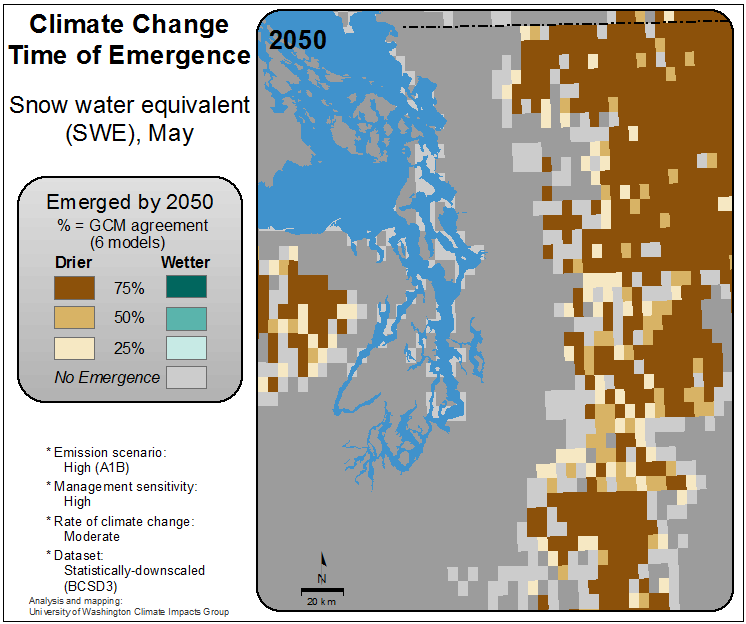 Climate Change
Time of Emergence
Snow water equivalent
(SWE), May
Emerged by 2050
% = GCM agreement
(6 models)
Drier Wetter
75%
50%
25%
No Emergence
* Emission scenario:
High (A1B)
* Management sensitivity:
High
* Rate of climate change:
Moderate
* Dataset:
Statistically-downscaled
(BCSD3)
Analysis and mapping:
University of Washington Climate Impacts Group
2050
N
20 km